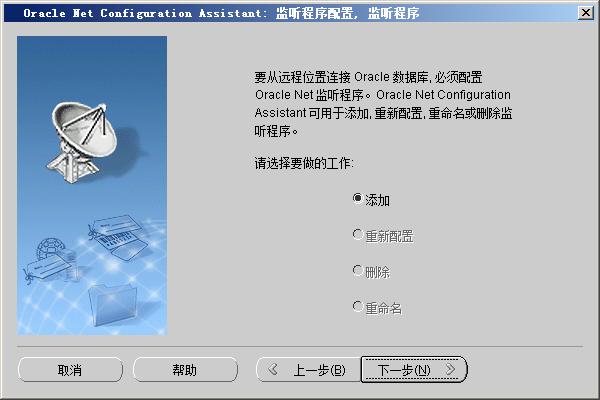 Oracle Net Configuration Assistant: 监听程序配置, 监听程序
要从远程位置连接 Oracle 数据库, 必须配置
Oracle Net 监听程序。Oracle Net Configuration
Assistant 可用于添加, 重新配置, 重命名或删除监
听程序。
请选择要做的工作:
添加
重新配置
删除
重命名
取消
帮助
上一步(B)
下一步(N)